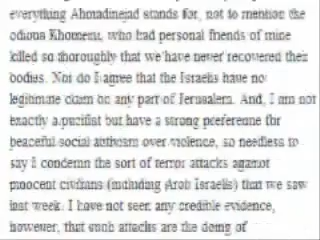 everything Ahmadinejad stands for, not to mention the
odious Khomeini, who had personal friends of mine
killed so thoroughly that we have never recovered their
bodies. Nor do I agree that the Israelis have no
legitimate claim on any part of Jerusalem. And, I am not
exactly a pacifist but have a strong preference for
peaceful social activism over violence, so needless to
say I condemn the sort of terror attacks against
innocent civilians (including Arab Israelis) that we saw
last week. I have not seen any credible evidence,
however, that such attacks are the doing of